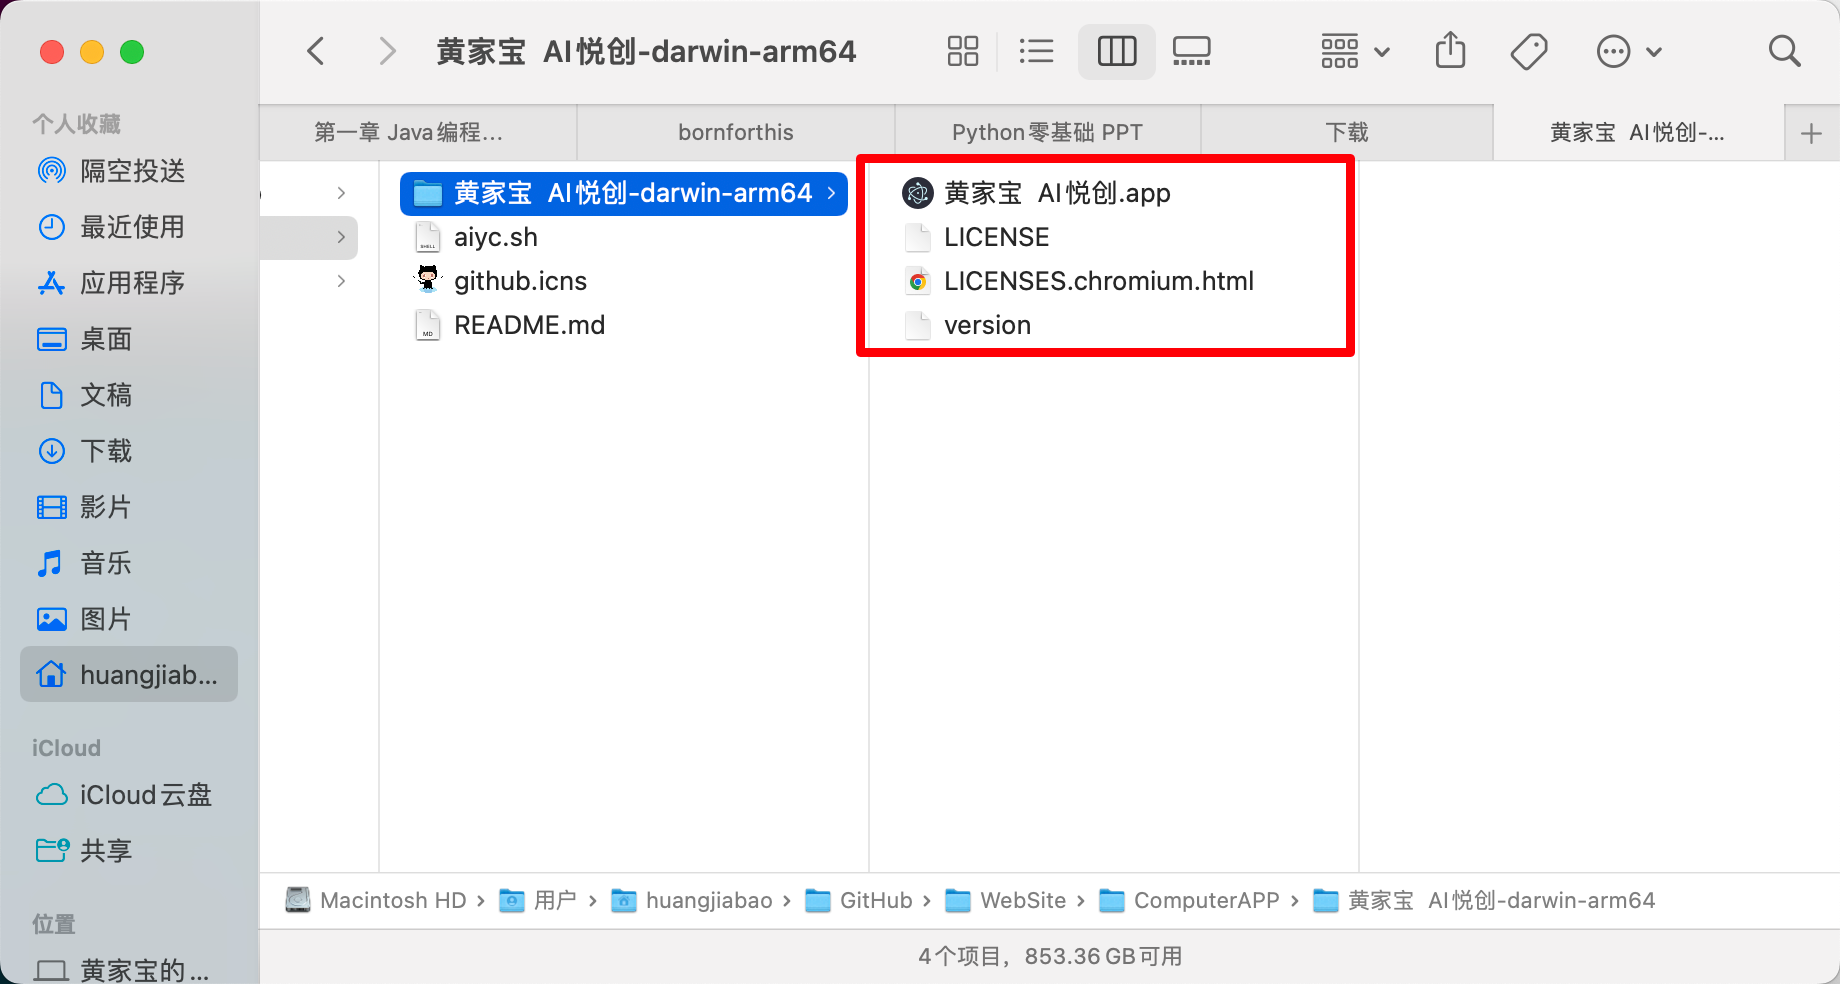 黄家宝  AI悦创-darwin-arm64
个人收藏
隔空投送
最近使用
应用程序
桌面
文稿
下载
影片
音乐
图片
huangjiab...
iCloud
iCloud云盘
共享
位置
黄家宝的...
第一章 Java编程...
bornforthis
Python零基础 PPT
下载
黄家宝  AI悦创-...
黄家宝  AI悦创-darwin-arm64
aiyc.sh
github.icns
README.md
黄家宝  AI悦创.app
LICENSE
LICENSES.chromium.html
version
SHELL
MD
Macintosh HD › 用户 › huangjiabao › GitHub › WebSite › ComputerAPP › 黄家宝  AI悦创-darwin-arm64
4个项目，853.36 GB可用